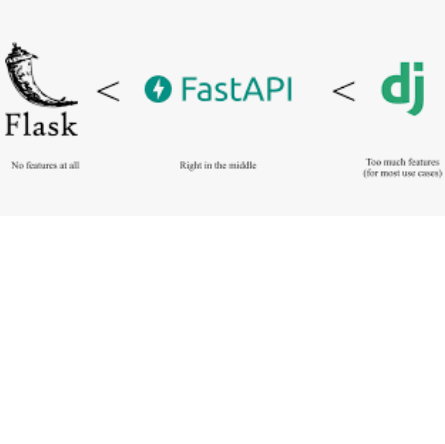 Flask < FastAPI < dj
No features at all
Right in the middle
Too much features
(for most use cases)